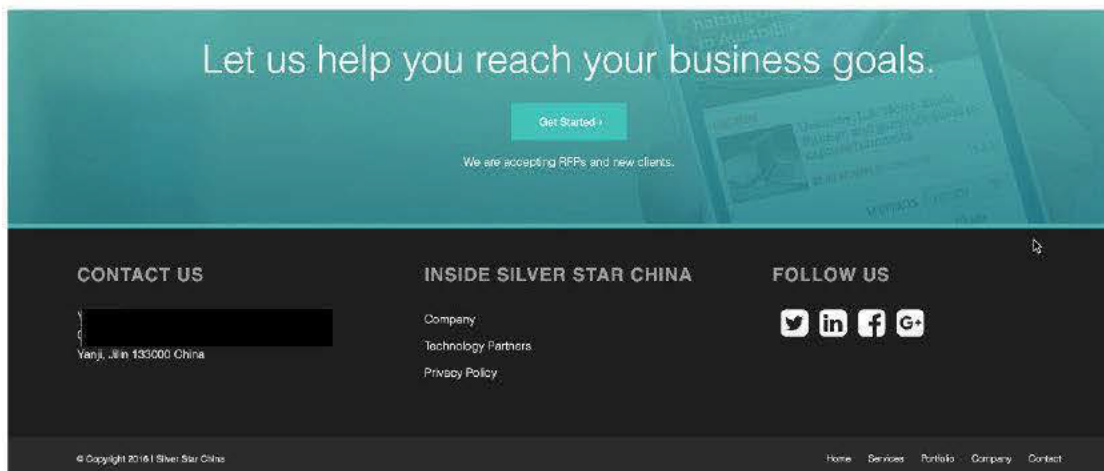 Let us help you reach your business goals.
Get Started ›
We are accepting RFPs and new clients.
CONTACT US
Yanji, Jilin 133000 China
INSIDE SILVER STAR CHINA
Company
Technology Partners
Privacy Policy
FOLLOW US
© Copyright 2016 | Silver Star China
Home Services Portfolio Company Contact